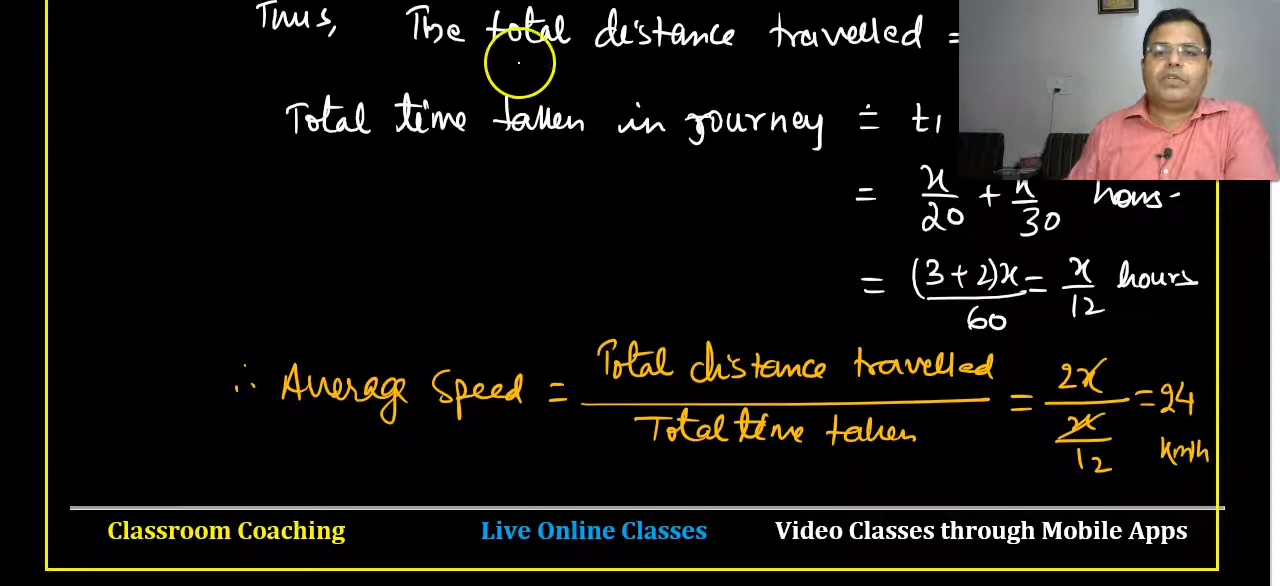 Thus, The total distance travelled =
Total time taken in journey = t1
= x/20 + x/30 hours.
= (3+2)x/60 = x/12 hours
∴ Average Speed = Total distance travelled/Total time taken = 2x/(x/12) = 24 km/h
Classroom Coaching Live Online Classes Video Classes through Mobile Apps